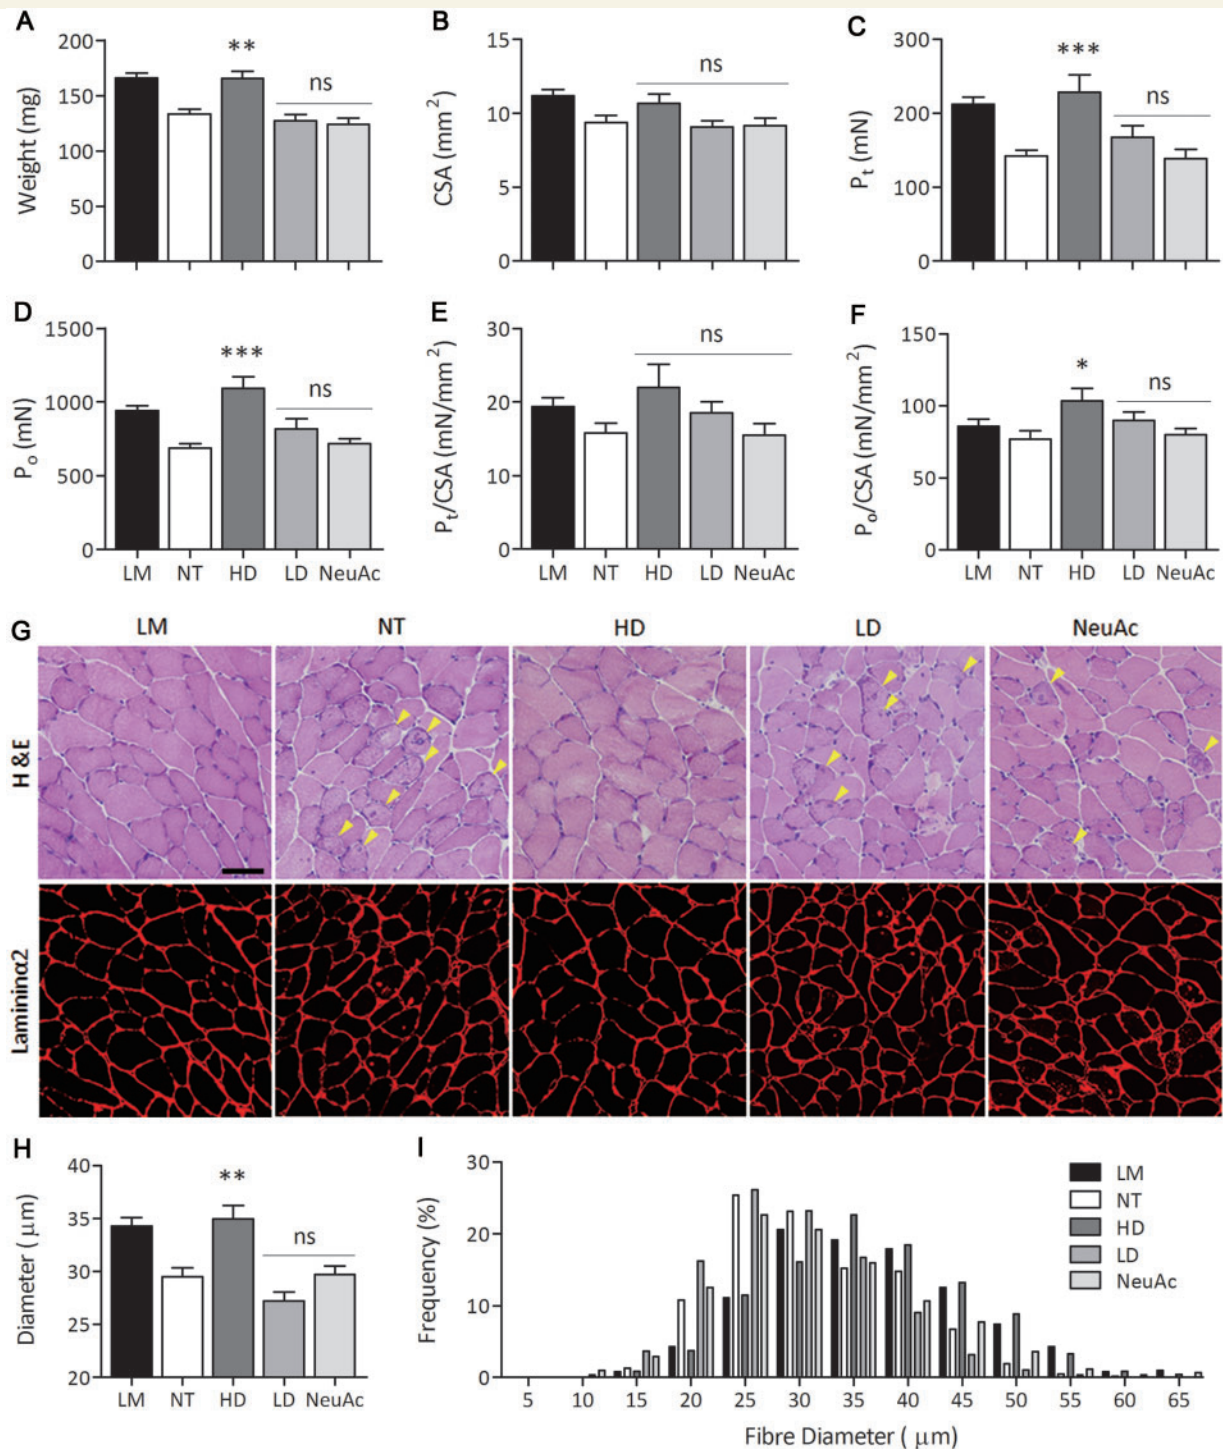 A
Weight (mg)
200
150
100
50
0
**
ns
B
CSA (mm²)
15
10
5
0
ns
C
Pt (mN)
300
200
100
0
***
ns
D
Po (mN)
1500
1000
500
0
***
ns
LM NT HD LD NeuAc
E
Pt/CSA (mN/mm²)
30
20
10
0
ns
LM NT HD LD NeuAc
F
Po/CSA (mN/mm²)
150
100
50
0
*
ns
LM NT HD LD NeuAc
G
LM NT HD LD NeuAc
H&E
Lamininα2
H
Diameter ( μm)
40
35
30
25
20
**
ns
LM NT HD LD NeuAc
I
Frequency (%)
30
20
10
0
LM
NT
HD
LD
NeuAc
5 10 15 20 25 30 35 40 45 50 55 60 65
Fibre Diameter ( μm)